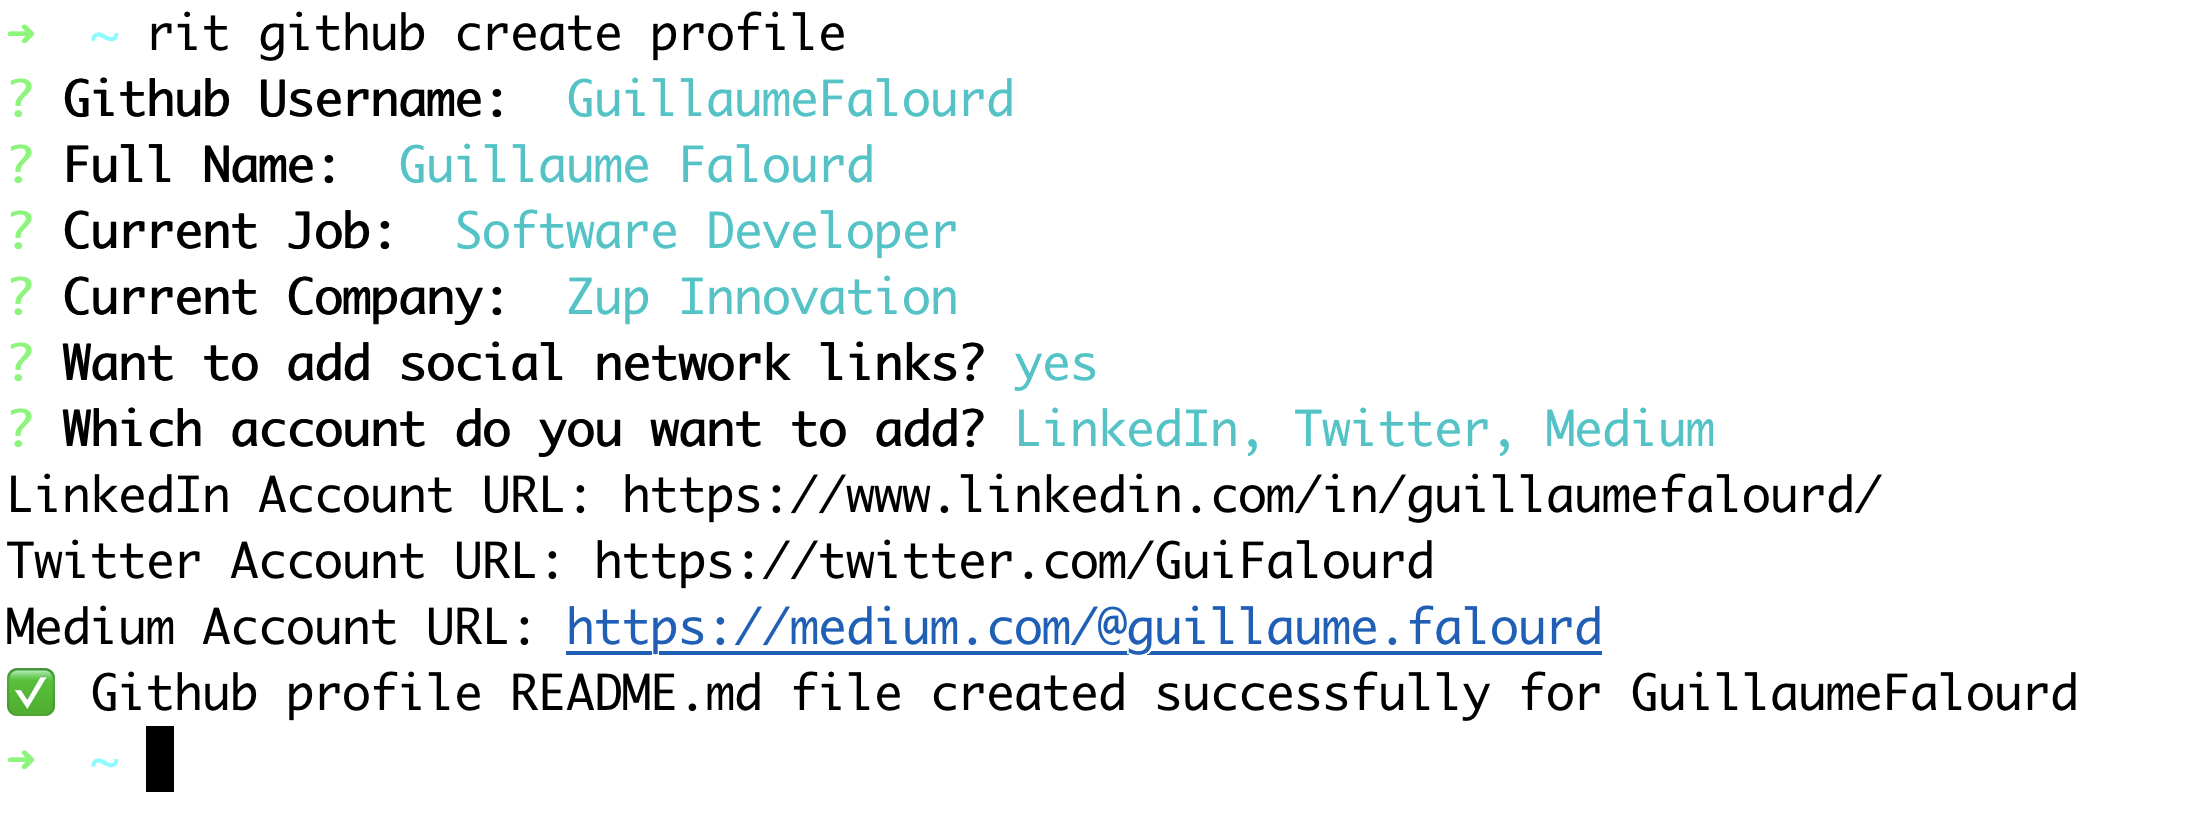 ➜  ~ rit github create profile
? Github Username:  GuillaumeFalourd
? Full Name:  Guillaume Falourd
? Current Job:  Software Developer
? Current Company:  Zup Innovation
? Want to add social network links? yes
? Which account do you want to add? LinkedIn, Twitter, Medium
LinkedIn Account URL: https://www.linkedin.com/in/guillaumefalourd/
Twitter Account URL: https://twitter.com/GuiFalourd
Medium Account URL: https://medium.com/@guillaume.falourd
✅ Github profile README.md file created successfully for GuillaumeFalourd
➜  ~